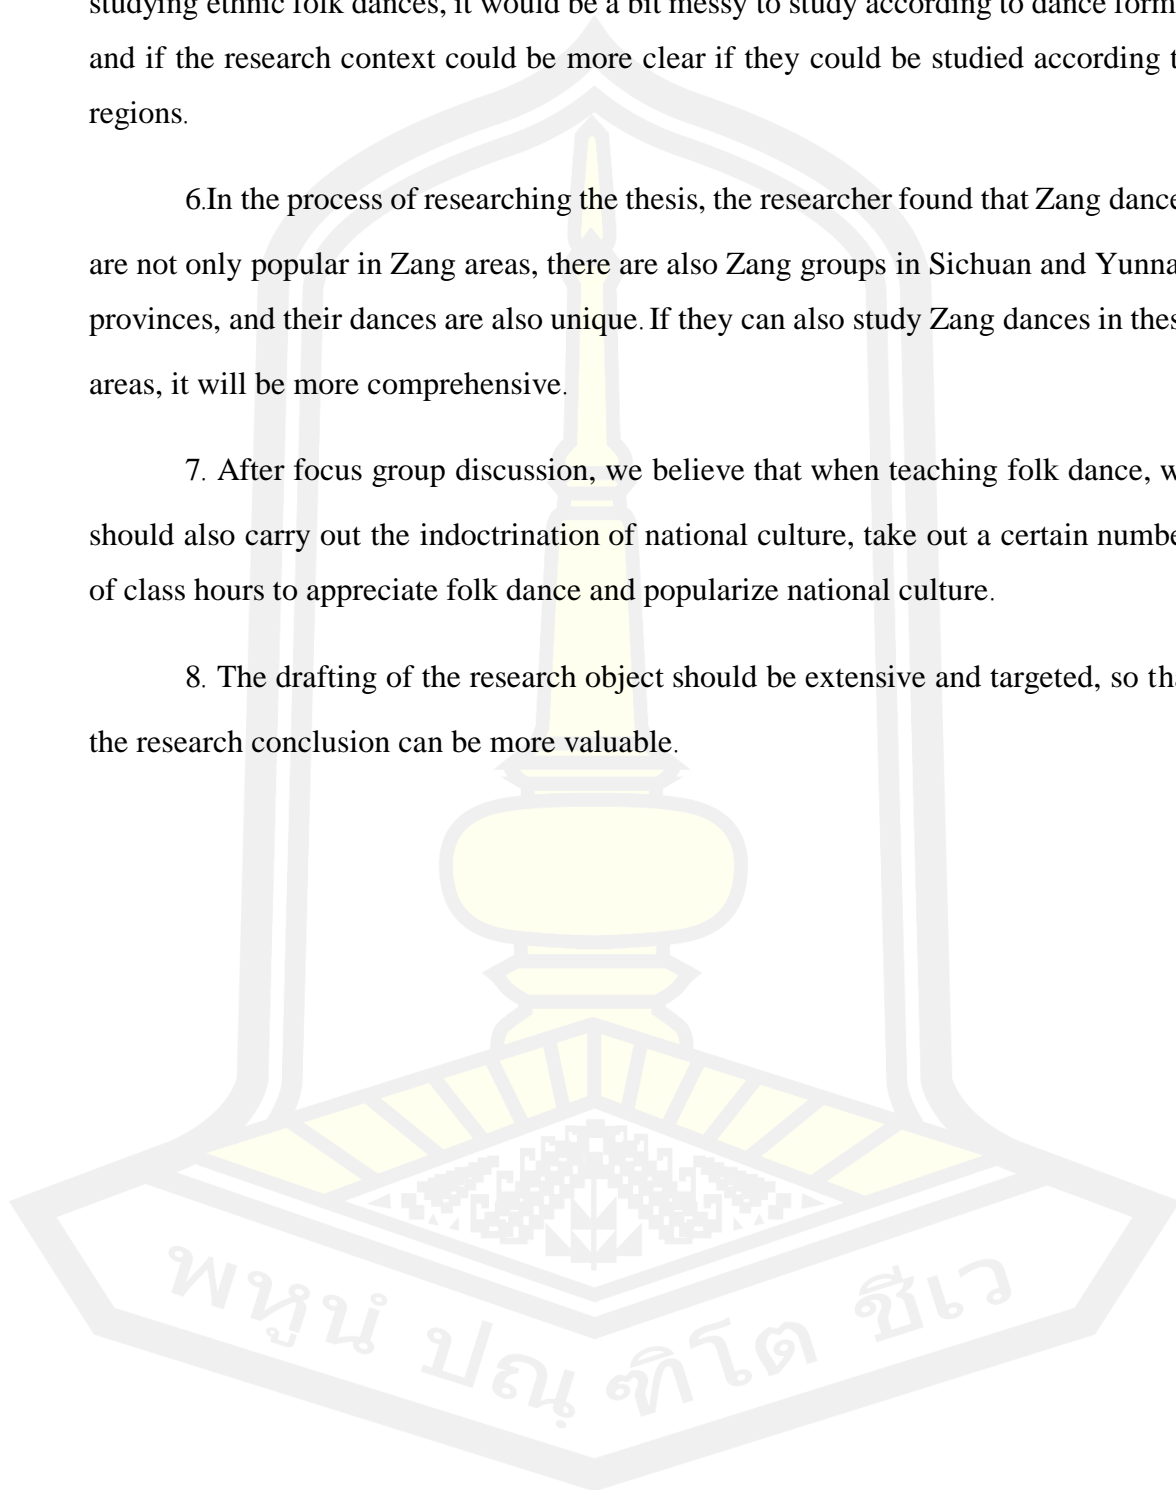 studying ethnic folk dances, it would be a bit messy to study according to dance form
and if the research context could be more clear if they could be studied according t
regions.
6.In the process of researching the thesis, the researcher found that Zang dance
are not only popular in Zang areas, there are also Zang groups in Sichuan and Yunna
provinces, and their dances are also unique. If they can also study Zang dances in thes
areas, it will be more comprehensive.
7. After focus group discussion, we believe that when teaching folk dance, w
should also carry out the indoctrination of national culture, take out a certain numbe
of class hours to appreciate folk dance and popularize national culture.
8. The drafting of the research object should be extensive and targeted, so tha
the research conclusion can be more valuable.
พหูนํ ปณฺฑิโต ชีเว